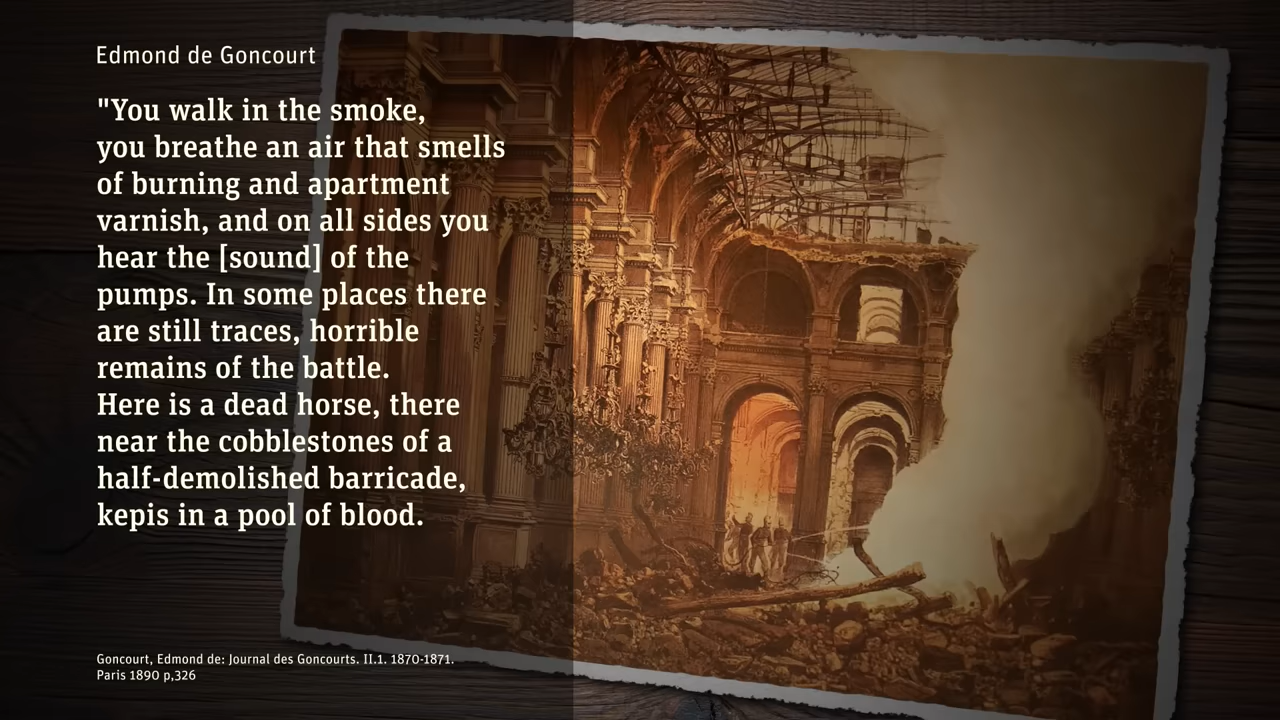 Edmond de Goncourt
"You walk in the smoke,
you breathe an air that smells
of burning and apartment
varnish, and on all sides you
hear the [sound] of the
pumps. In some places there
are still traces, horrible
remains of the battle.
Here is a dead horse, there
near the cobblestones of a
half-demolished barricade,
kepis in a pool of blood.
Goncourt, Edmond de: Journal des Goncourts. II.1. 1870-1871.
Paris 1890 p,326